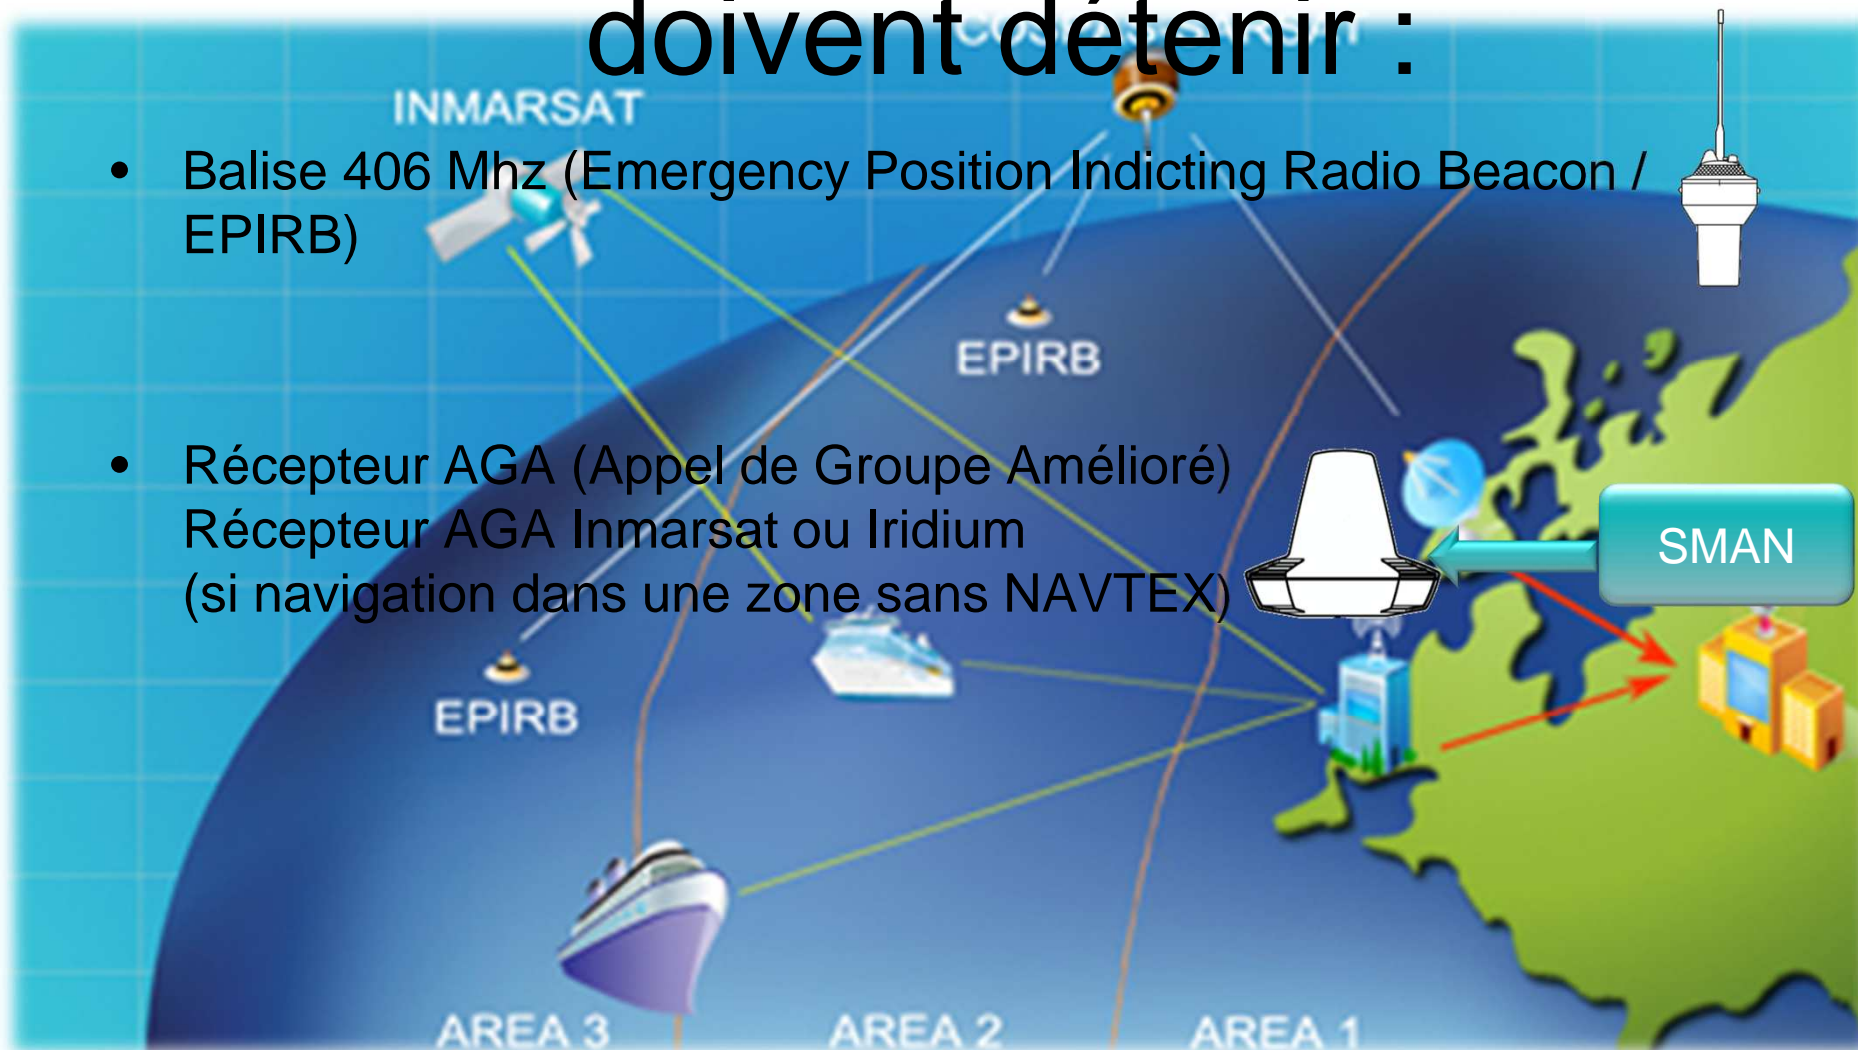 doivent détenir :
INMARSAT
• Balise 406 Mhz (Emergency Position Indicting Radio Beacon /
EPIRB)
EPIRB
• Récepteur AGA (Appel de Groupe Amélioré)
Récepteur AGA Inmarsat ou Iridium
(si navigation dans une zone sans NAVTEX)
SMAN
EPIRB
AREA 3
AREA 2
AREA 1